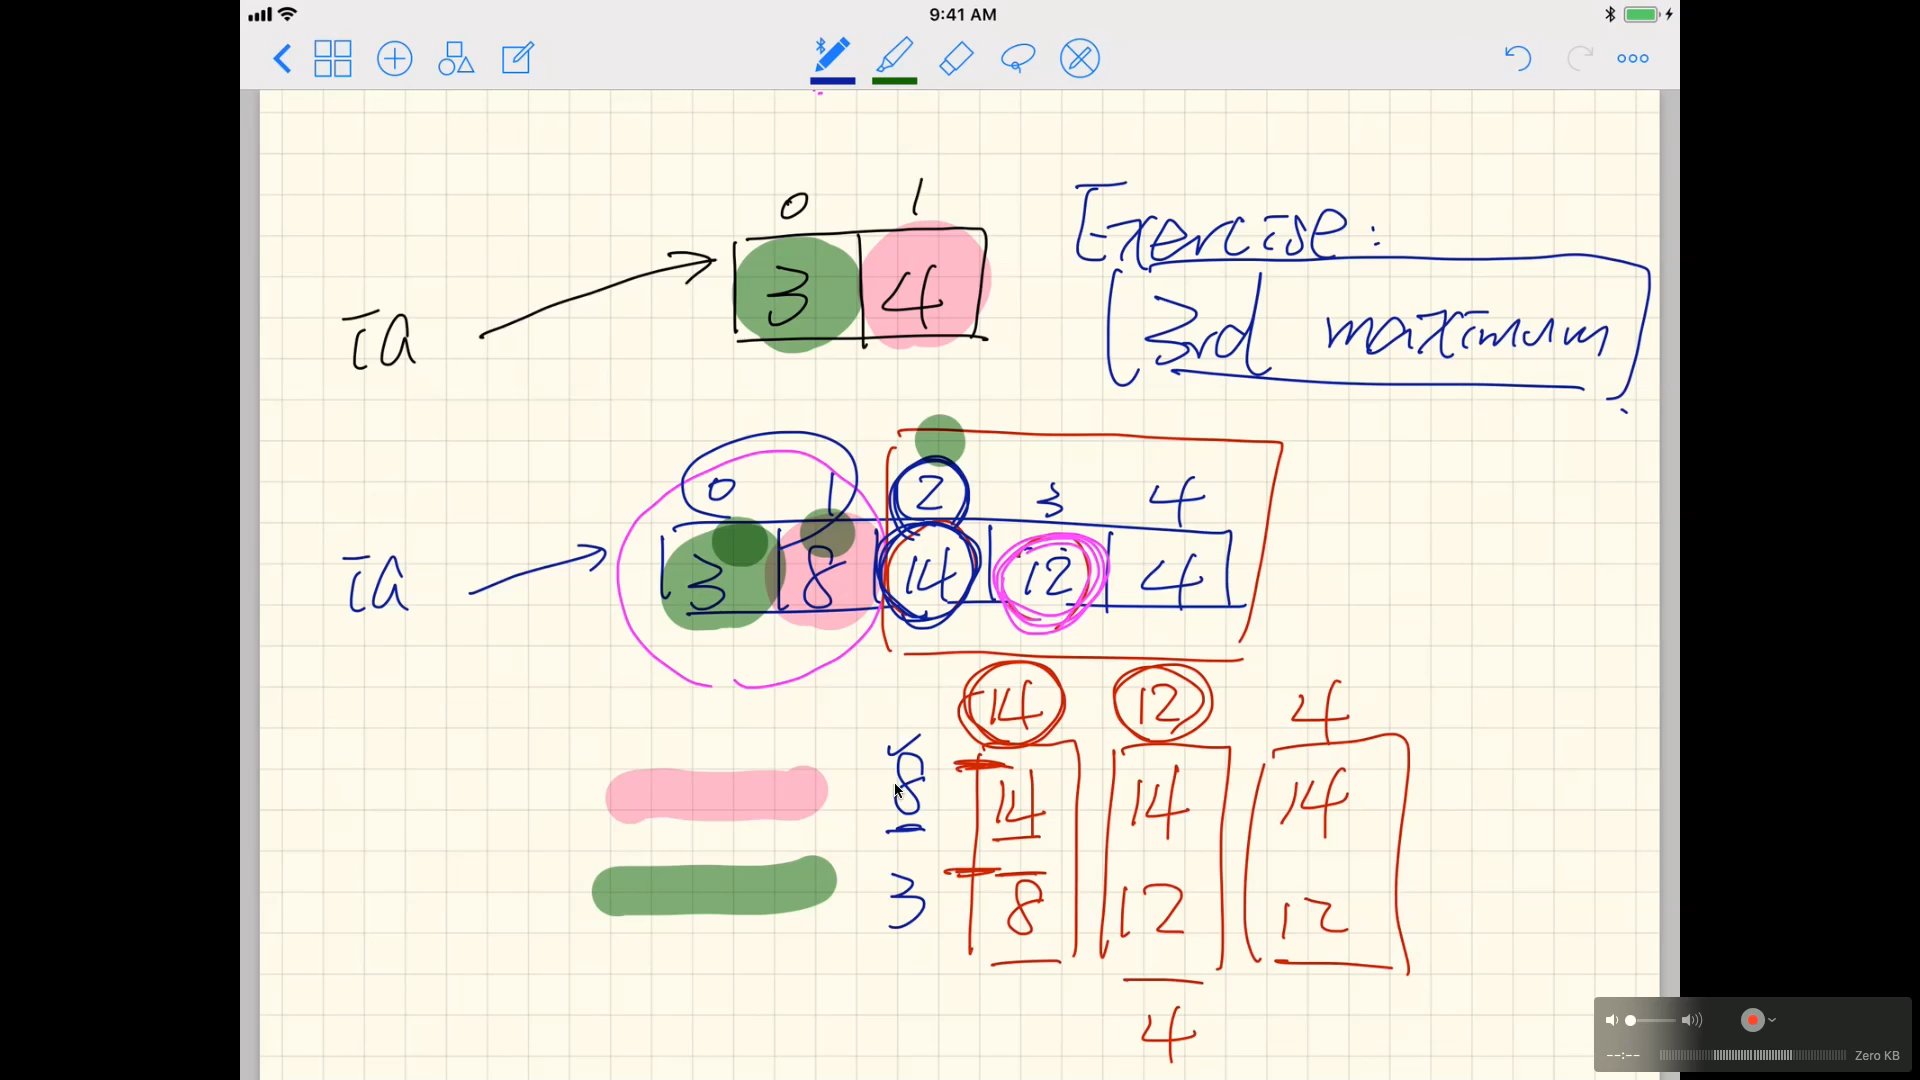 9:41 AM
0 1
Exercise:
ia 3 4
3rd maximum
0 1 2 3 4
ia 3 8 14 12 4
14 12 4
8 14 14 14
3 8 12 12
4
--:-- Zero KB